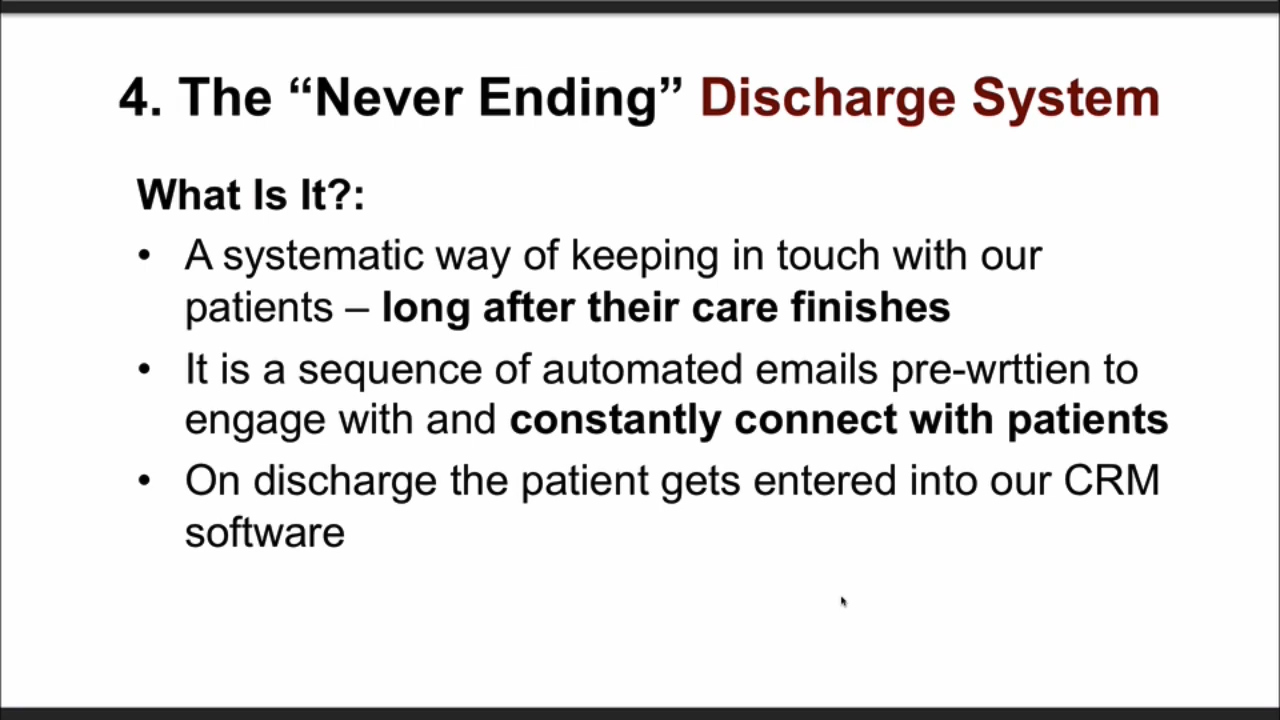 4. The “Never Ending” Discharge System
What Is It?:
• A systematic way of keeping in touch with our
patients – long after their care finishes
• It is a sequence of automated emails pre-wrttien to
engage with and constantly connect with patients
• On discharge the patient gets entered into our CRM
software